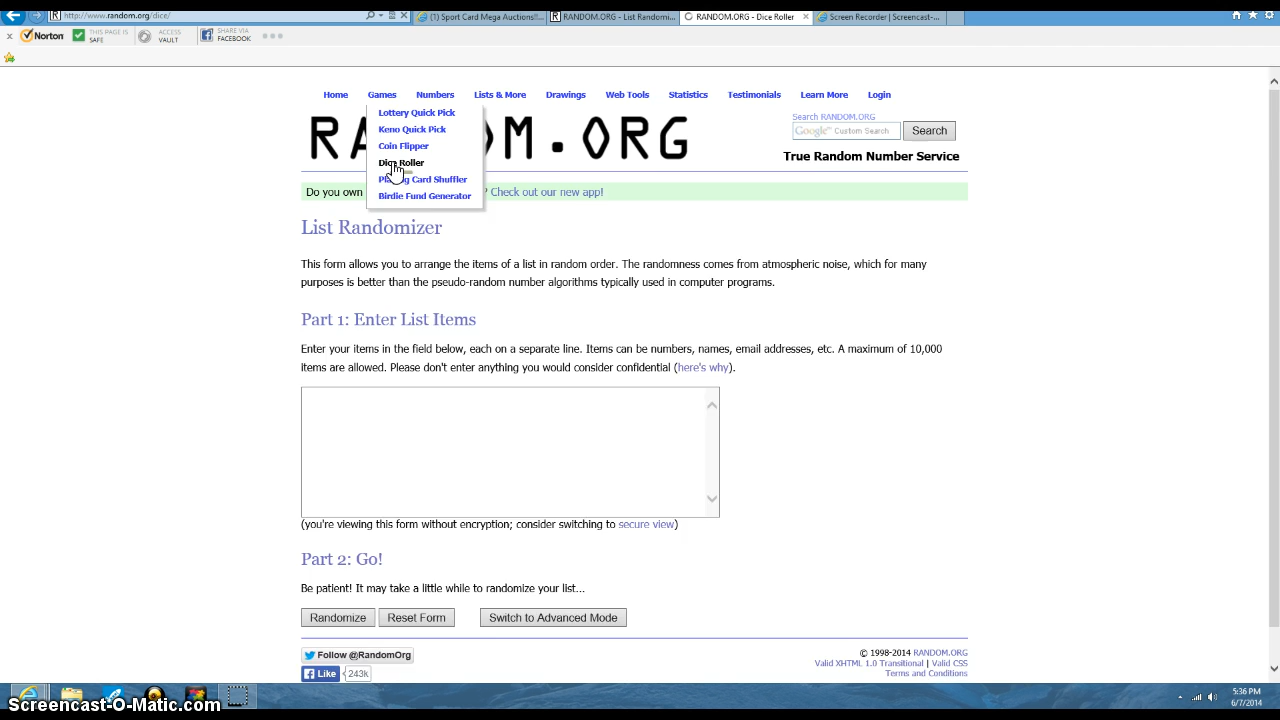 http://www.random.org/dice/
(1) Sport Card Mega Auctions!!...
RANDOM.ORG - List Randomi...
RANDOM.ORG - Dice Roller
Screen Recorder | Screencast-...
x Norton
THIS PAGE IS SAFE
ACCESS VAULT
SHARE VIA FACEBOOK
Home Games Numbers Lists & More Drawings Web Tools Statistics Testimonials Learn More Login
Lottery Quick Pick
Keno Quick Pick
Coin Flipper
Dice Roller
Playing Card Shuffler
Birdie Fund Generator
RANDOM.ORG
Search RANDOM.ORG
Google Custom Search
Search
True Random Number Service
Do you own ? Check out our new app!
List Randomizer
This form allows you to arrange the items of a list in random order. The randomness comes from atmospheric noise, which for many
purposes is better than the pseudo-random number algorithms typically used in computer programs.
Part 1: Enter List Items
Enter your items in the field below, each on a separate line. Items can be numbers, names, email addresses, etc. A maximum of 10,000
items are allowed. Please don't enter anything you would consider confidential (here's why).
(you're viewing this form without encryption; consider switching to secure view)
Part 2: Go!
Be patient! It may take a little while to randomize your list...
Randomize Reset Form Switch to Advanced Mode
Follow @RandomOrg
Like 243k
© 1998-2014 RANDOM.ORG
Valid XHTML 1.0 Transitional | Valid CSS
Terms and Conditions
5:36 PM
6/7/2014
Screencast-O-Matic.com